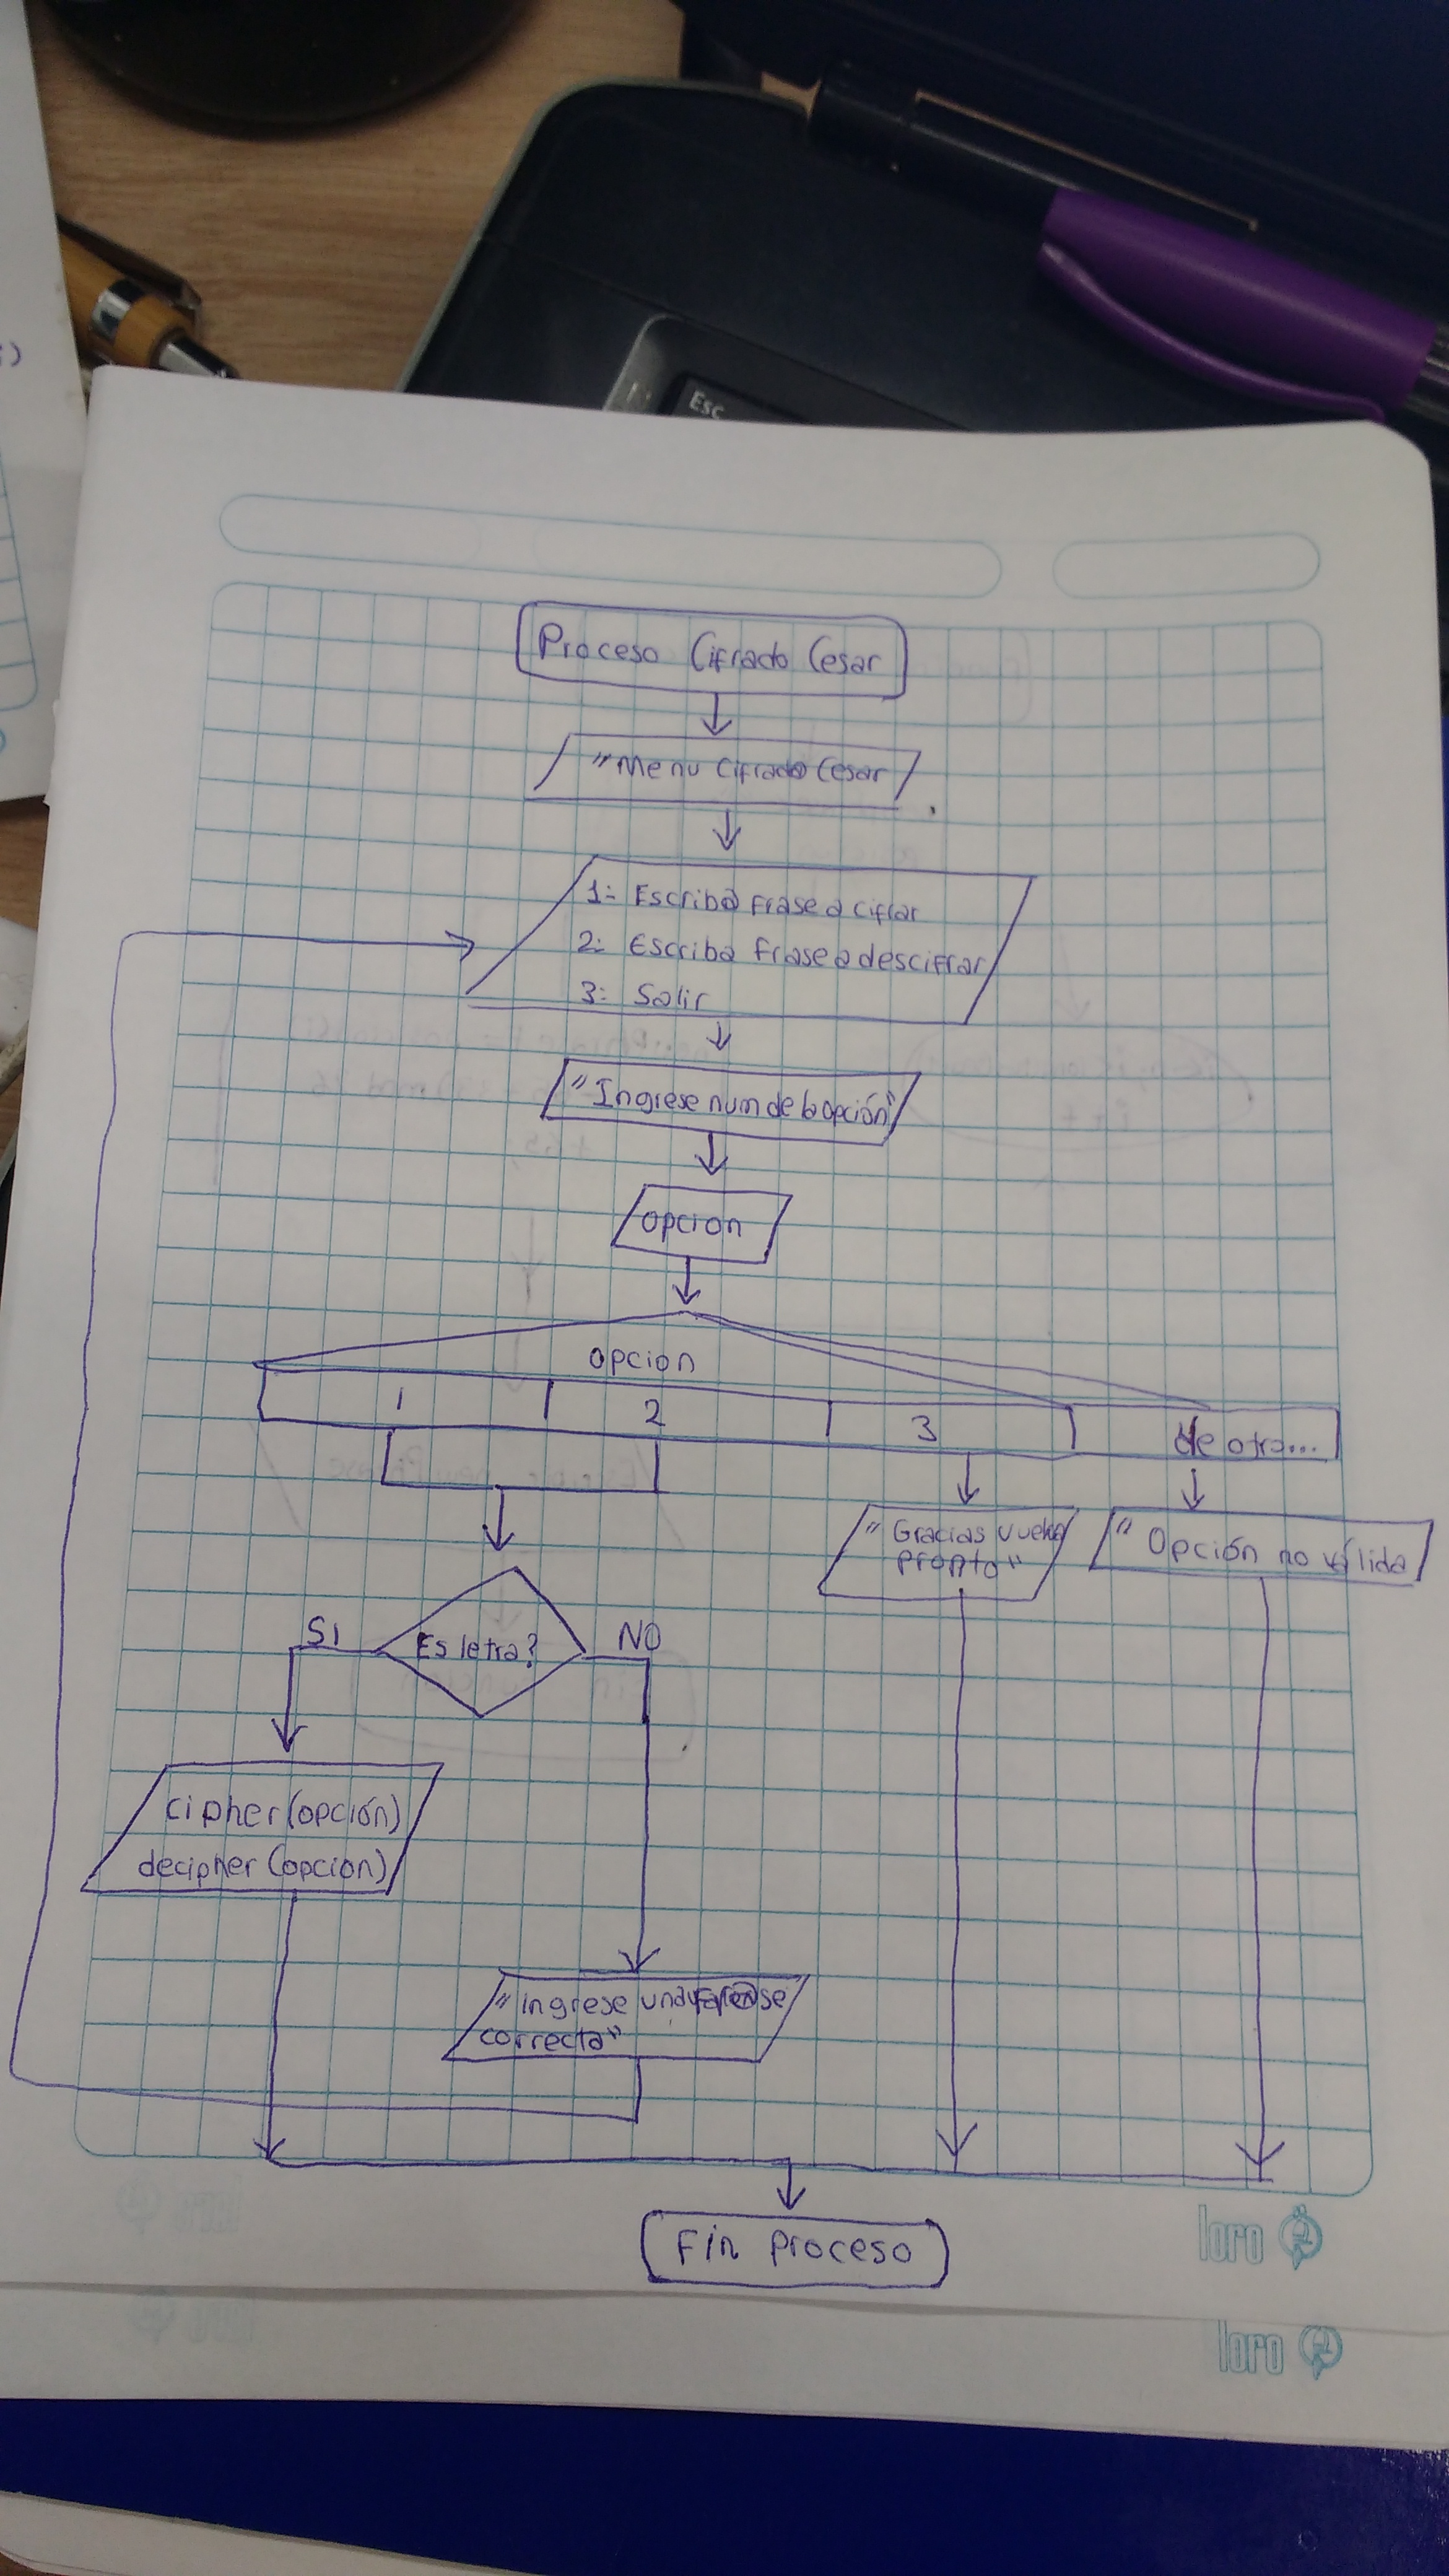 Esc
Proceso Cifrado Cesar
"Menu Cifrado Cesar
1: Escriba frase a cifrar
2: Escriba frase a descifrar
3: Salir
"Ingrese num de la opción"
opcion
opcion
1 2 3 de otra...
"Gracias vuelva
pronto"
"Opción no válida
SI Es letra? NO
cipher(opción)
decipher(opcion)
"Ingrese una frase
correcta"
Fin proceso
loro
loro